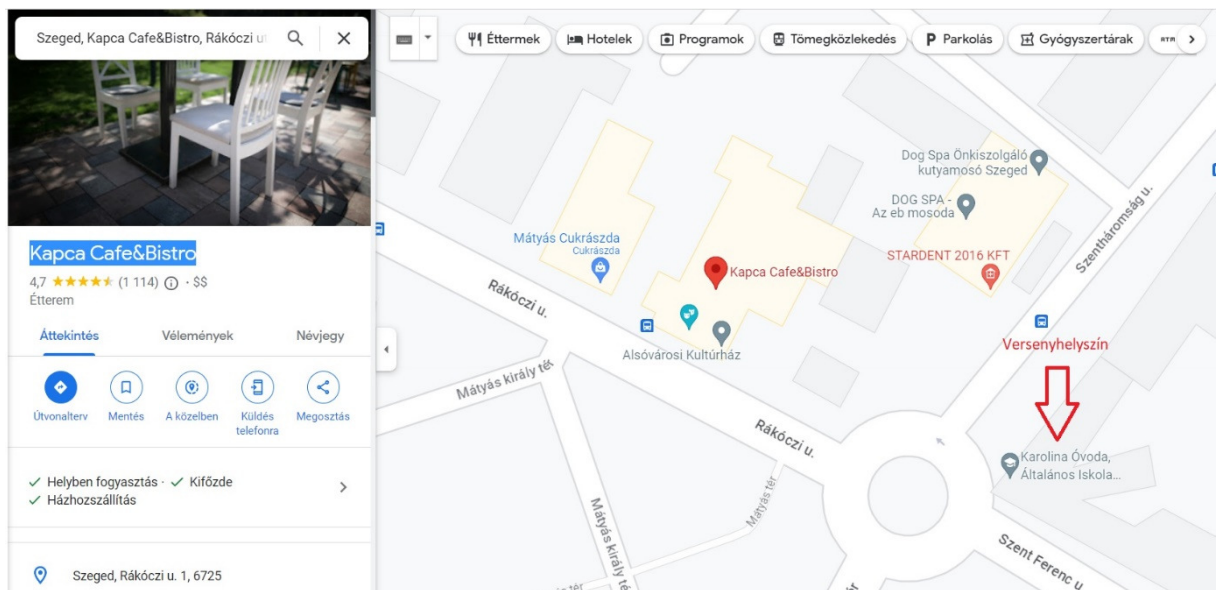 Szeged, Kapca Cafe&Bistro, Rákóczi u
Éttermek
Hotelek
Programok
Tömegközlekedés
Parkolás
Gyógyszertárak
ATM
Kapca Cafe&Bistro
4,7 (1 114) · $$
Étterem
Áttekintés
Vélemények
Névjegy
Útvonalterv
Mentés
A közelben
Küldés
telefonra
Megosztás
Helyben fogyasztás · Kifőzde
Házhozszállítás
Szeged, Rákóczi u. 1, 6725
Dog Spa Önkiszolgáló
kutyamosó Szeged
DOG SPA -
Az eb mosoda
STARDENT 2016 KFT
Szentháromság u.
Mátyás Cukrászda
Cukrászda
Kapca Cafe&Bistro
Rákóczi u.
Alsóvárosi Kultúrház
Versenyhelyszín
Mátyás király tér
Rákóczi u.
Karolina Óvoda,
Általános Iskola...
Mátyás tér
Mátyás király té
Szent Ferenc u
s tér